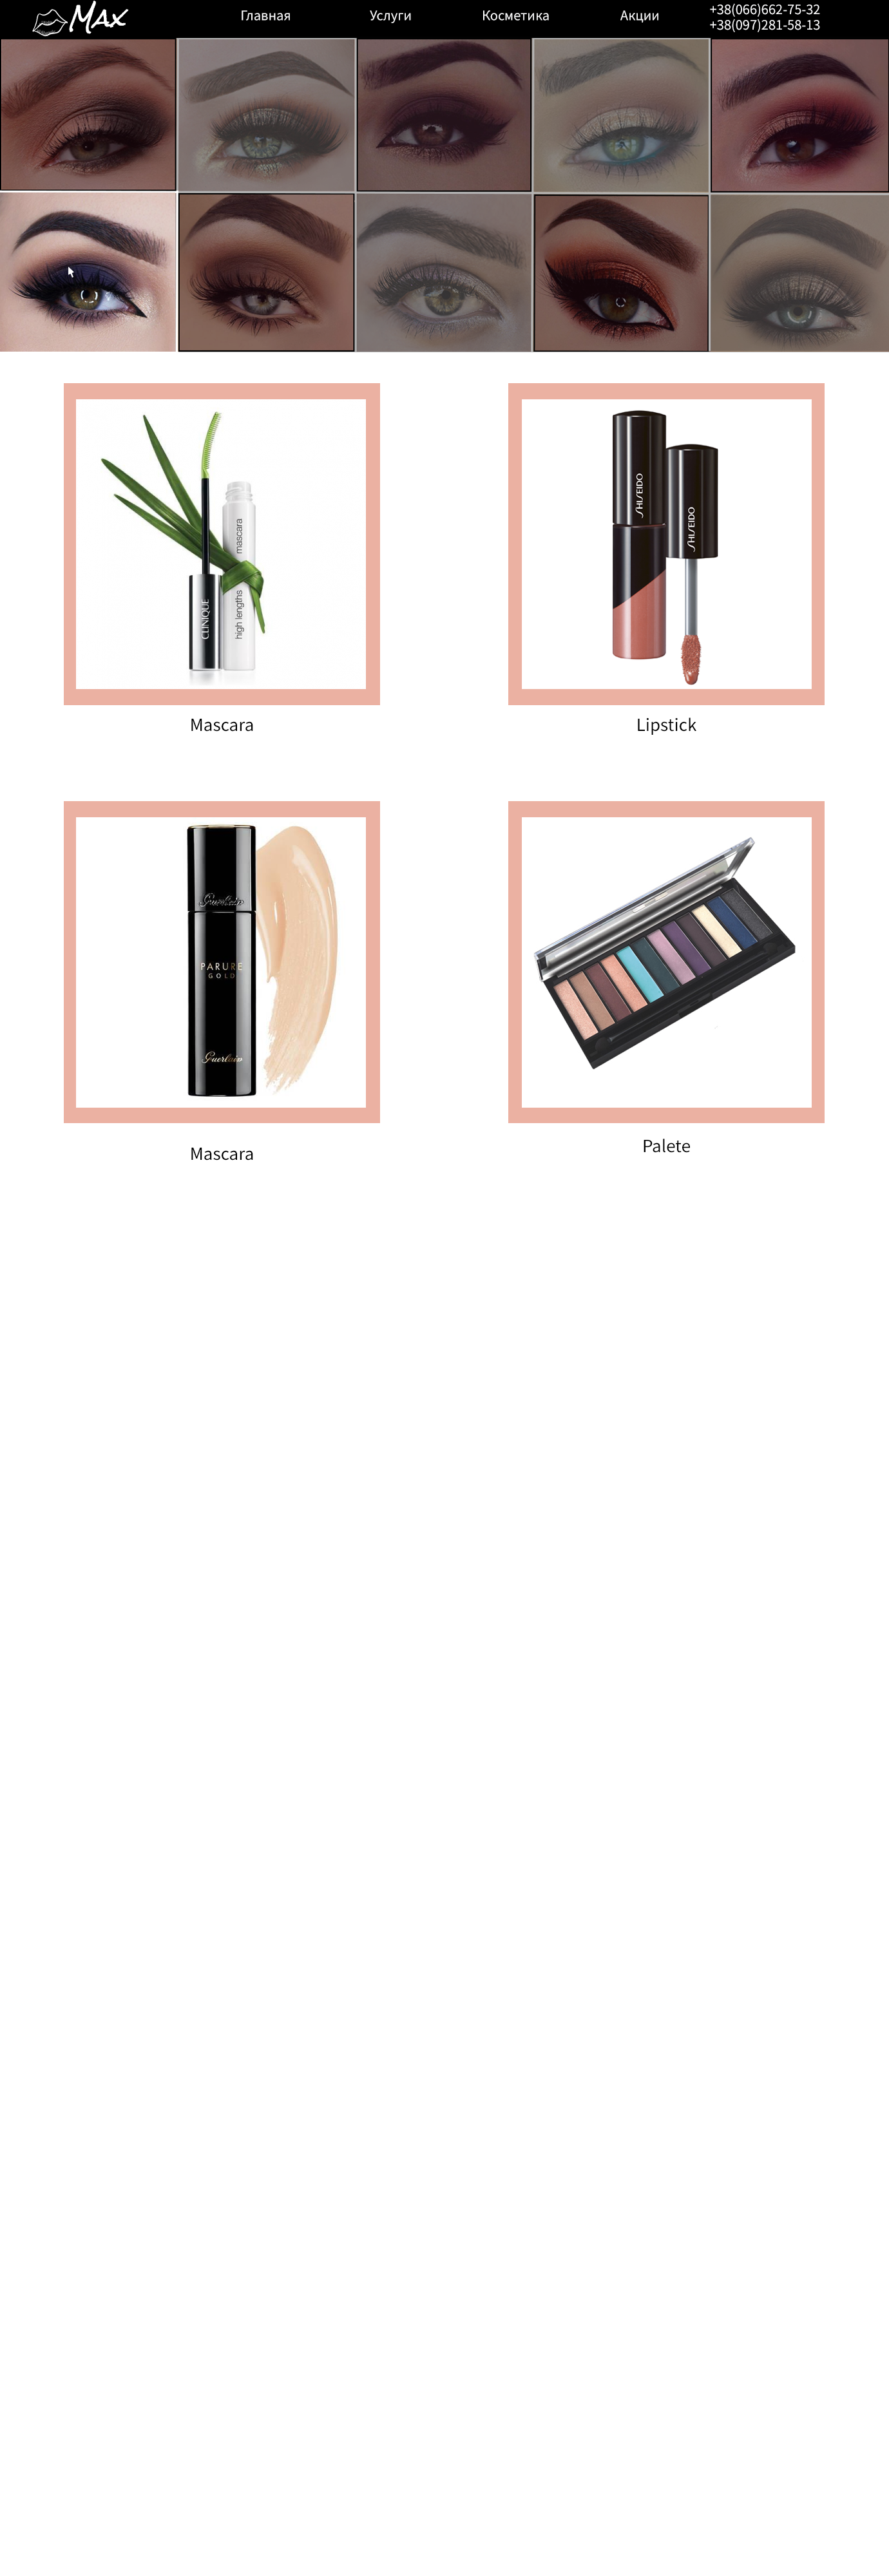 Max
Главная
Услуги
Косметика
Акции
+38(066)662-75-32
+38(097)281-58-13
CLINIQUE
high lengths mascara
SHISEIDO
SHISEIDO
Mascara
Lipstick
Guerlain
PARURE
GOLD
Guerlain
Mascara
Palete